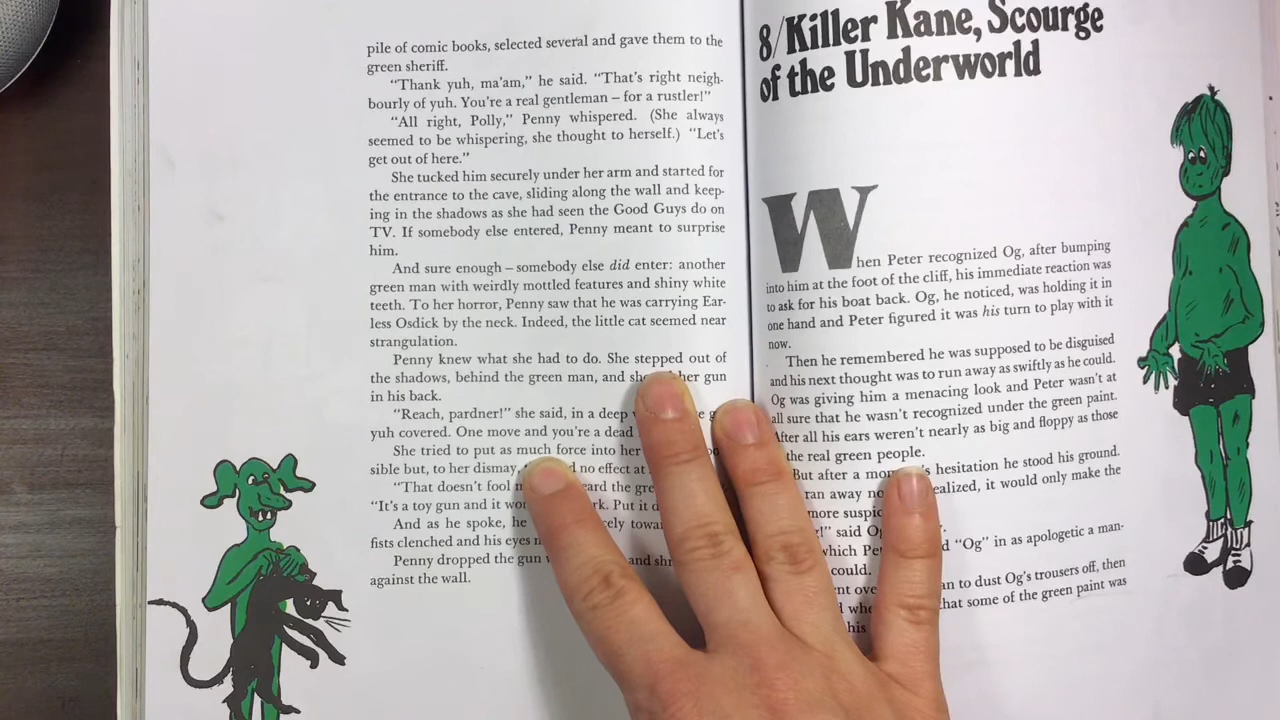 pile of comic books, selected several and gave them to the
green sheriff.
“Thank yuh, ma'am,” he said. “That's right neigh-
bourly of yuh. You're a real gentleman – for a rustler!”
“All right, Polly,” Penny whispered. (She always
seemed to be whispering, she thought to herself.) “Let's
get out of here.”
She tucked him securely under her arm and started for
the entrance to the cave, sliding along the wall and keep-
ing in the shadows as she had seen the Good Guys do on
TV. If somebody else entered, Penny meant to surprise
him.
And sure enough – somebody else did enter: another
green man with weirdly mottled features and shiny white
teeth. To her horror, Penny saw that he was carrying Ear-
less Osdick by the neck. Indeed, the little cat seemed near
strangulation.
Penny knew what she had to do. She stepped out of
the shadows, behind the green man, and her gun
in his back.
“Reach, pardner!” she said, in a deep
yuh covered. One move and you're a dead
She tried to put as much force into her
sible but, to her dismay, no effect at
“That doesn't fool the
“It's a toy gun and it Put it
And as he spoke, he
fists clenched and his eyes
Penny dropped the gun and
against the wall.
8/Killer Kane, Scourge
of the Underworld
When Peter recognized Og, after bumping
into him at the foot of the cliff, his immediate reaction was
to ask for his boat back. Og, he noticed, was holding it in
one hand and Peter figured it was his turn to play with it
now.
Then he remembered he was supposed to be disguised
and his next thought was to run away as swiftly as he could.
Og was giving him a menacing look and Peter wasn't at
all sure that he wasn't recognized under the green paint.
After all his ears weren't nearly as big and floppy as those
the real green people.
But after a hesitation he stood his ground.
ran away realized, it would only make the
more
said
which “Og” in as apologetic a man-
could.
to dust Og's trousers off, then
that some of the green paint was
his